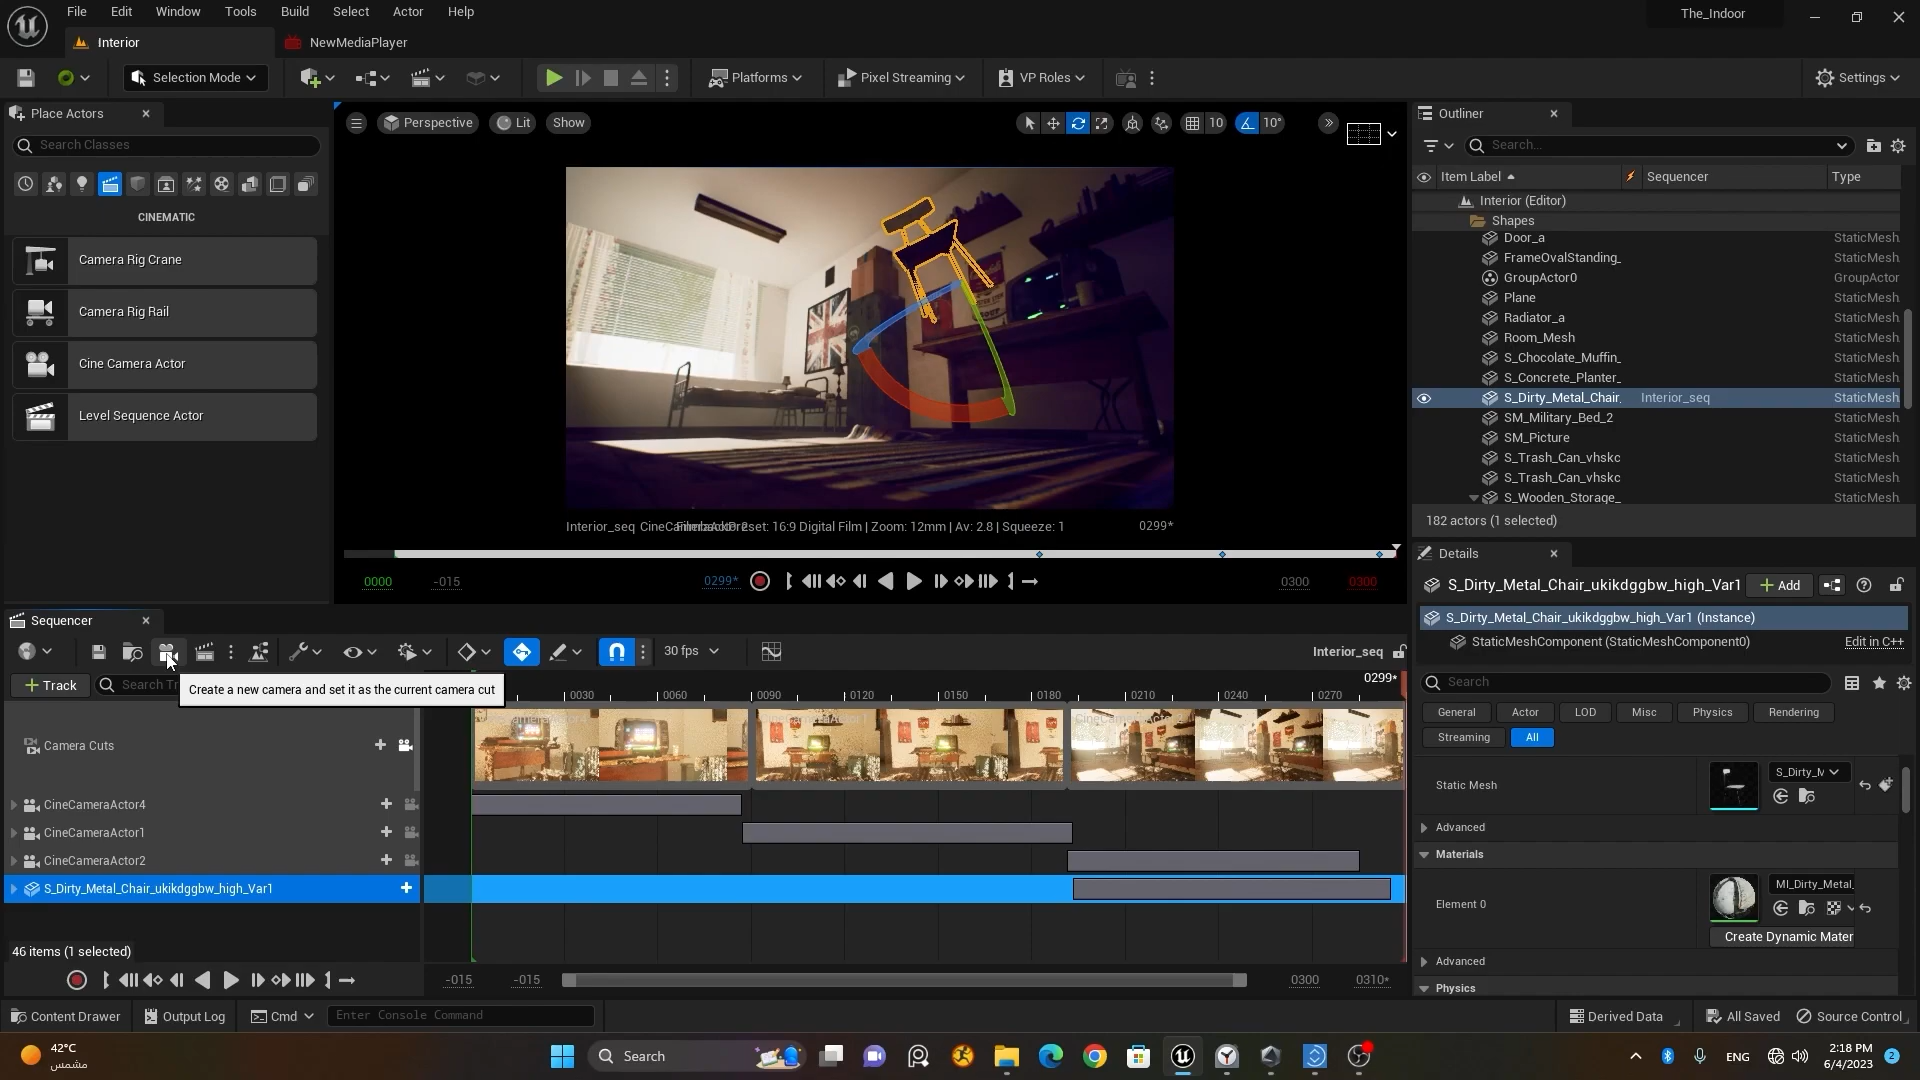 File Edit Window Tools Build Select Actor Help
The_Indoor
Interior
NewMediaPlayer
Selection Mode
Platforms
Pixel Streaming
VP Roles
Settings
Place Actors
Search Classes
CINEMATIC
Camera Rig Crane
Camera Rig Rail
Cine Camera Actor
Level Sequence Actor
Perspective
Lit
Show
10
10°
Interior_seq
Preset: 16:9 Digital Film | Zoom: 12mm | Av: 2.8 | Squeeze: 1
0299*
0000
-015
0299*
0300
0300
Outliner
Search...
Item Label
Sequencer
Type
Interior (Editor)
Shapes
Door_a StaticMesh
FrameOvalStanding_ StaticMesh
GroupActor0 GroupActor
Plane StaticMesh
Radiator_a StaticMesh
Room_Mesh StaticMesh
S_Chocolate_Muffin_ StaticMesh
S_Concrete_Planter_ StaticMesh
S_Dirty_Metal_Chair_ Interior_seq StaticMesh
SM_Military_Bed_2 StaticMesh
SM_Picture StaticMesh
S_Trash_Can_vhskc StaticMesh
S_Trash_Can_vhskc StaticMesh
S_Wooden_Storage_ StaticMesh
182 actors (1 selected)
Details
S_Dirty_Metal_Chair_ukikdggbw_high_Var1
Add
S_Dirty_Metal_Chair_ukikdggbw_high_Var1 (Instance)
StaticMeshComponent (StaticMeshComponent0)
Edit in C++
Search
General
Actor
LOD
Misc
Physics
Rendering
Streaming
All
Static Mesh
S_Dirty_M
Advanced
Materials
Element 0
MI_Dirty_Metal_
Create Dynamic Mater
Advanced
Physics
Sequencer
30 fps
Interior_seq
Track
Search Tr
Create a new camera and set it as the current camera cut
0299*
0030 0060 0090 0120 0150 0180 0210 0240 0270
Camera Cuts
CineCameraActor4
CineCameraActor1
CineCameraActor2
S_Dirty_Metal_Chair_ukikdggbw_high_Var1
46 items (1 selected)
-015
-015
0300
0310*
Content Drawer
Output Log
Cmd
Enter Console Command
Derived Data
All Saved
Source Control
42°C
مشمس
Search
ENG
2:18 PM
6/4/2023
2